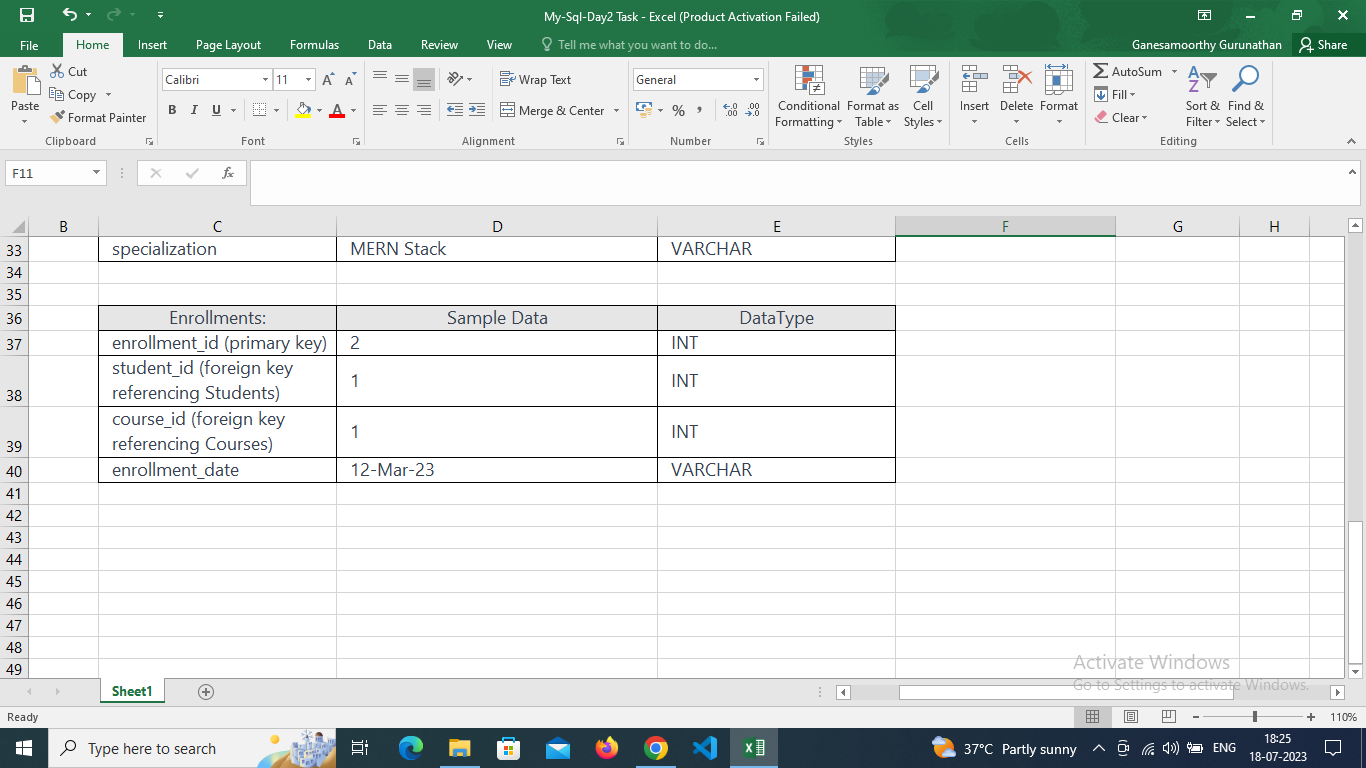 My-Sql-Day2 Task - Excel (Product Activation Failed)
File Home Insert Page Layout Formulas Data Review View Tell me what you want to do... Ganesamoorthy Gurunathan Share
Paste
Cut
Copy
Format Painter
Clipboard
Calibri 11
B I U
Font
Wrap Text
Merge & Center
Alignment
General
%
Number
Conditional Formatting
Format as Table
Cell Styles
Styles
Insert Delete Format
Cells
AutoSum
Fill
Clear
Sort & Filter
Find & Select
Editing
F11 fx
B C D E F G H
33 specialization MERN Stack VARCHAR
34
35
36 Enrollments: Sample Data DataType
37 enrollment_id (primary key) 2 INT
38 student_id (foreign key
referencing Students) 1 INT
39 course_id (foreign key
referencing Courses) 1 INT
40 enrollment_date 12-Mar-23 VARCHAR
41
42
43
44
45
46
47
48
49
Activate Windows
Go to Settings to activate Windows.
Sheet1
Ready 110%
Type here to search
37°C Partly sunny ENG
18:25
18-07-2023